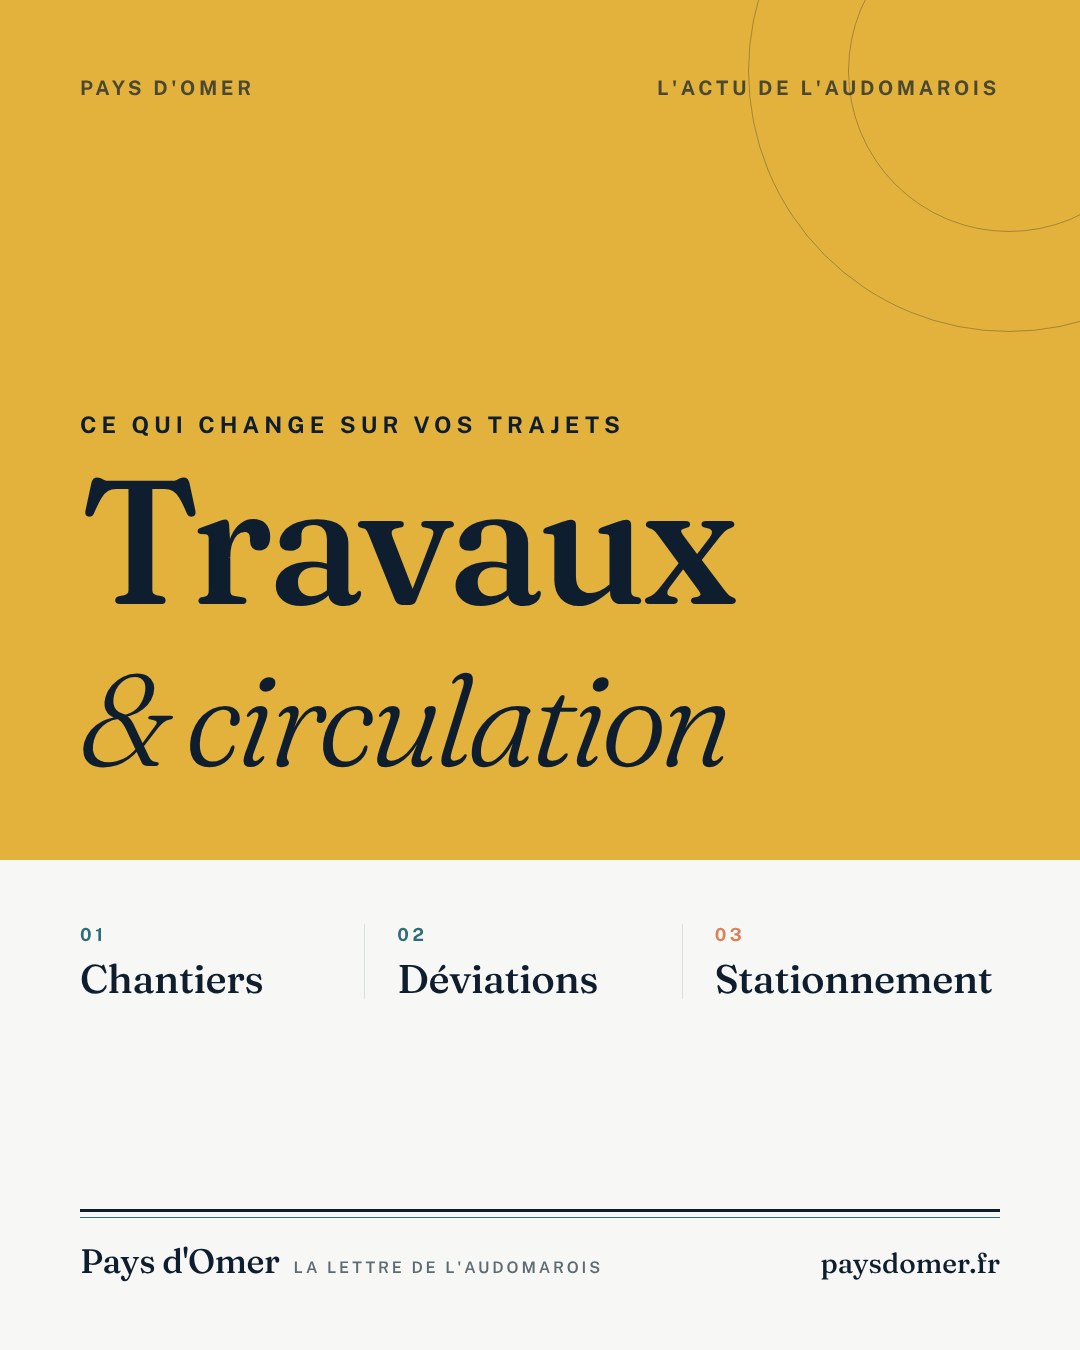 PAYS D'OMER
L'ACTU DE L'AUDOMAROIS
CE QUI CHANGE SUR VOS TRAJETS
Travaux
& circulation
01
Chantiers
02
Déviations
03
Stationnement
Pays d'Omer LA LETTRE DE L'AUDOMAROIS
paysdomer.fr